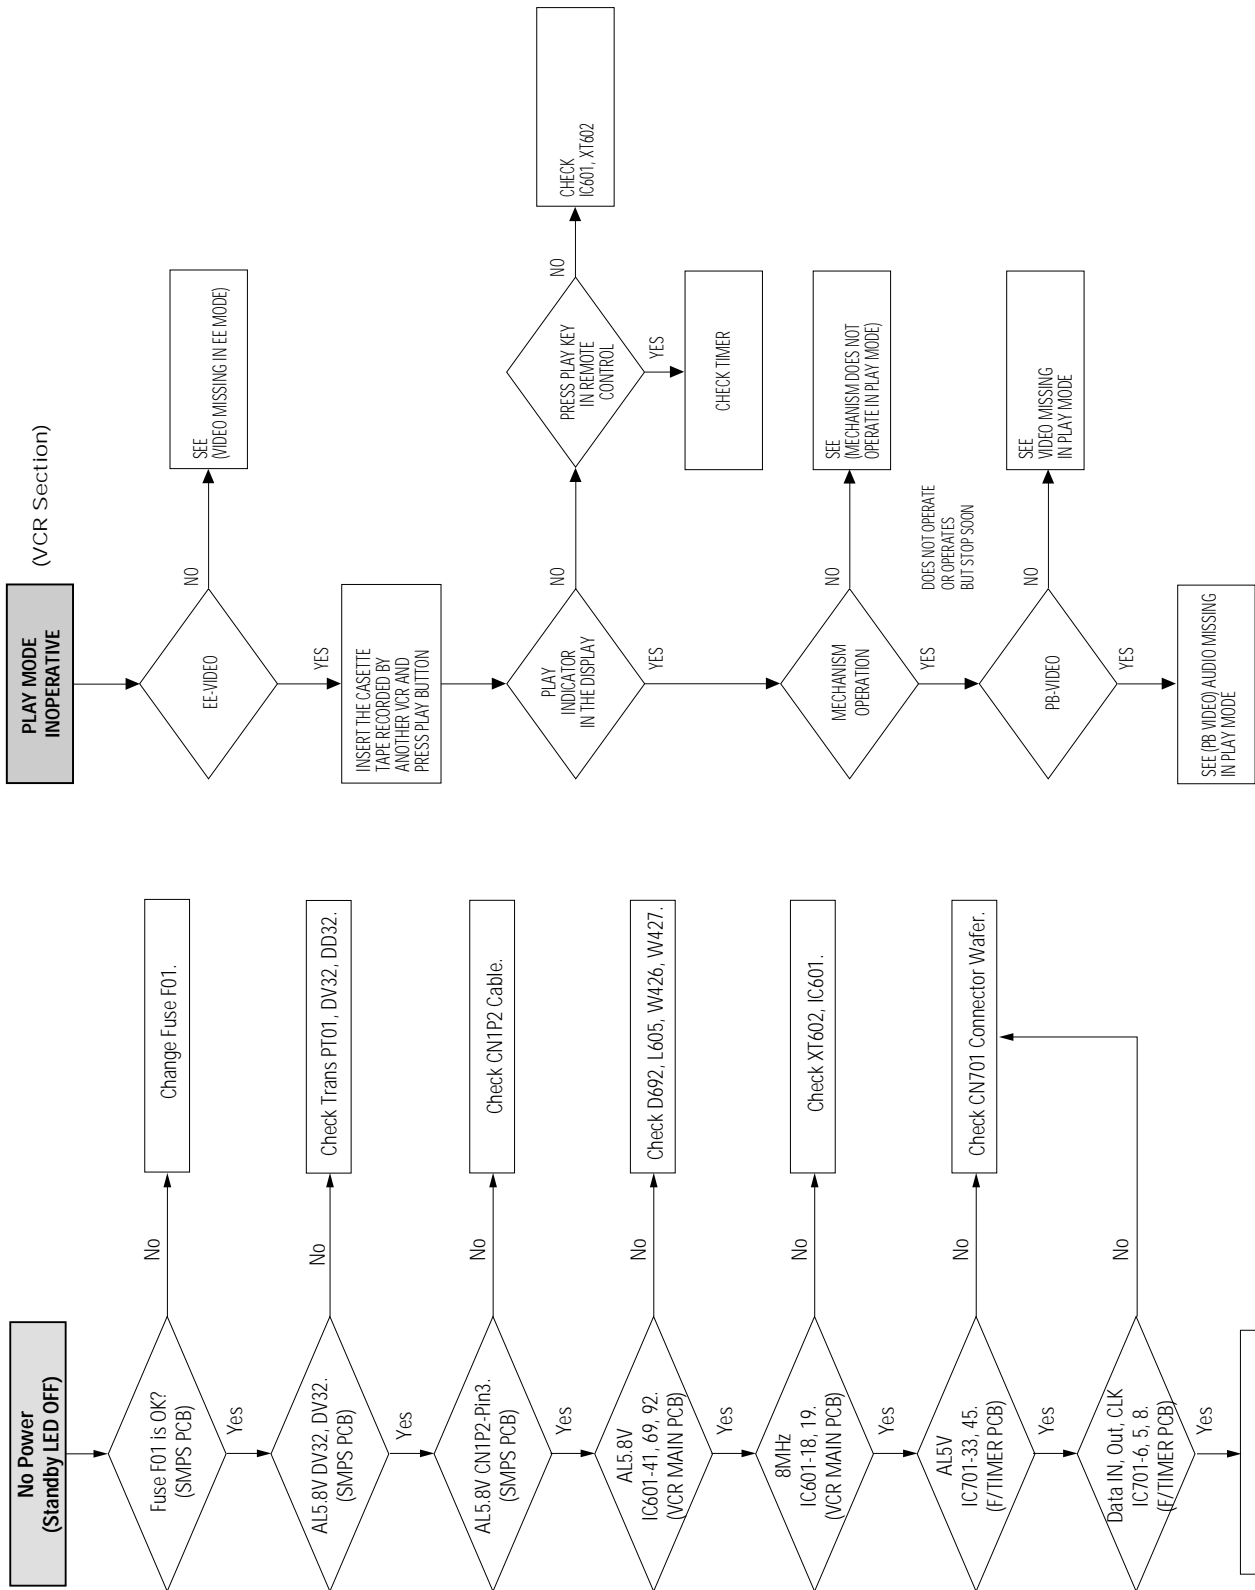 No Power
(Standby LED OFF)
Fuse F01 is OK?
(SMPS PCB)
No
Change Fuse F01.
Yes
AL5.8V DV32, DV32.
(SMPS PCB)
No
Check Trans PT01, DV32, DD32.
Yes
AL5.8V CN1P2-Pin3.
(SMPS PCB)
No
Check CN1P2 Cable.
Yes
AL5.8V
IC601-41, 69, 92.
(VCR MAIN PCB)
No
Check D692, L605, W426, W427.
Yes
8MHz
IC601-18, 19.
(VCR MAIN PCB)
No
Check XT602, IC601.
Yes
AL5V
IC701-33, 45.
(F/TIMER PCB)
No
Check CN701 Connector Wafer.
Yes
Data IN, Out, CLK
IC701-6, 5, 8.
(F/TIMER PCB)
No
Yes
PLAY MODE
INOPERATIVE
(VCR Section)
EE-VIDEO
NO
SEE
(VIDEO MISSING IN EE MODE)
YES
INSERT THE CASETTE
TAPE RECORDED BY
ANOTHER VCR AND
PRESS PLAY BUTTON
PLAY
INDICATOR
IN THE DISPLAY
NO
PRESS PLAY KEY
IN REMOTE
CONTROL
NO
CHECK
IC601, XT602
YES
CHECK TIMER
YES
MECHANISM
OPERATION
NO
SEE
(MECHANISM DOES NOT
OPERATE IN PLAY MODE)
DOES NOT OPERATE
OR OPERATES
BUT STOP SOON
YES
PB-VIDEO
NO
SEE
VIDEO MISSING
IN PLAY MODE
YES
SEE (PB VIDEO) AUDIO MISSING
IN PLAY MODE